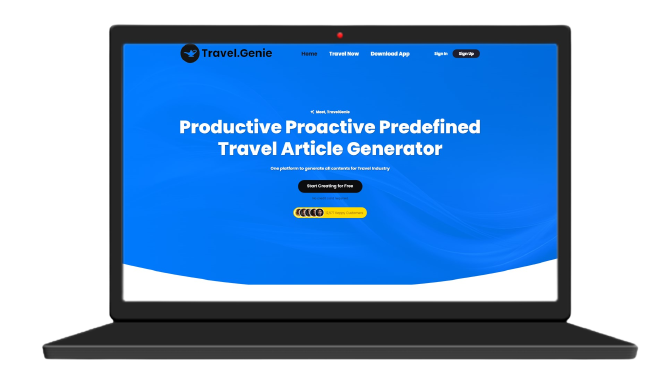 Travel.Genie
Home Travel Now Download App Sign In Sign Up
Meet, TravelGenie
Productive Proactive Predefined
Travel Article Generator
One platform to generate all contents for Travel Industry
Start Creating for Free